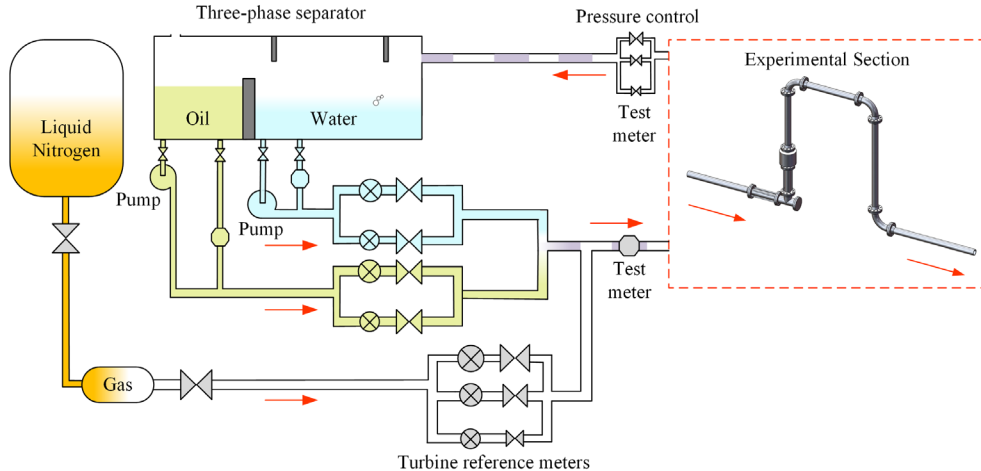 Three-phase separator
Pressure control
Experimental Section
Liquid
Nitrogen
Oil
Water
Test
meter
Pump
Pump
Test
meter
Gas
Turbine reference meters